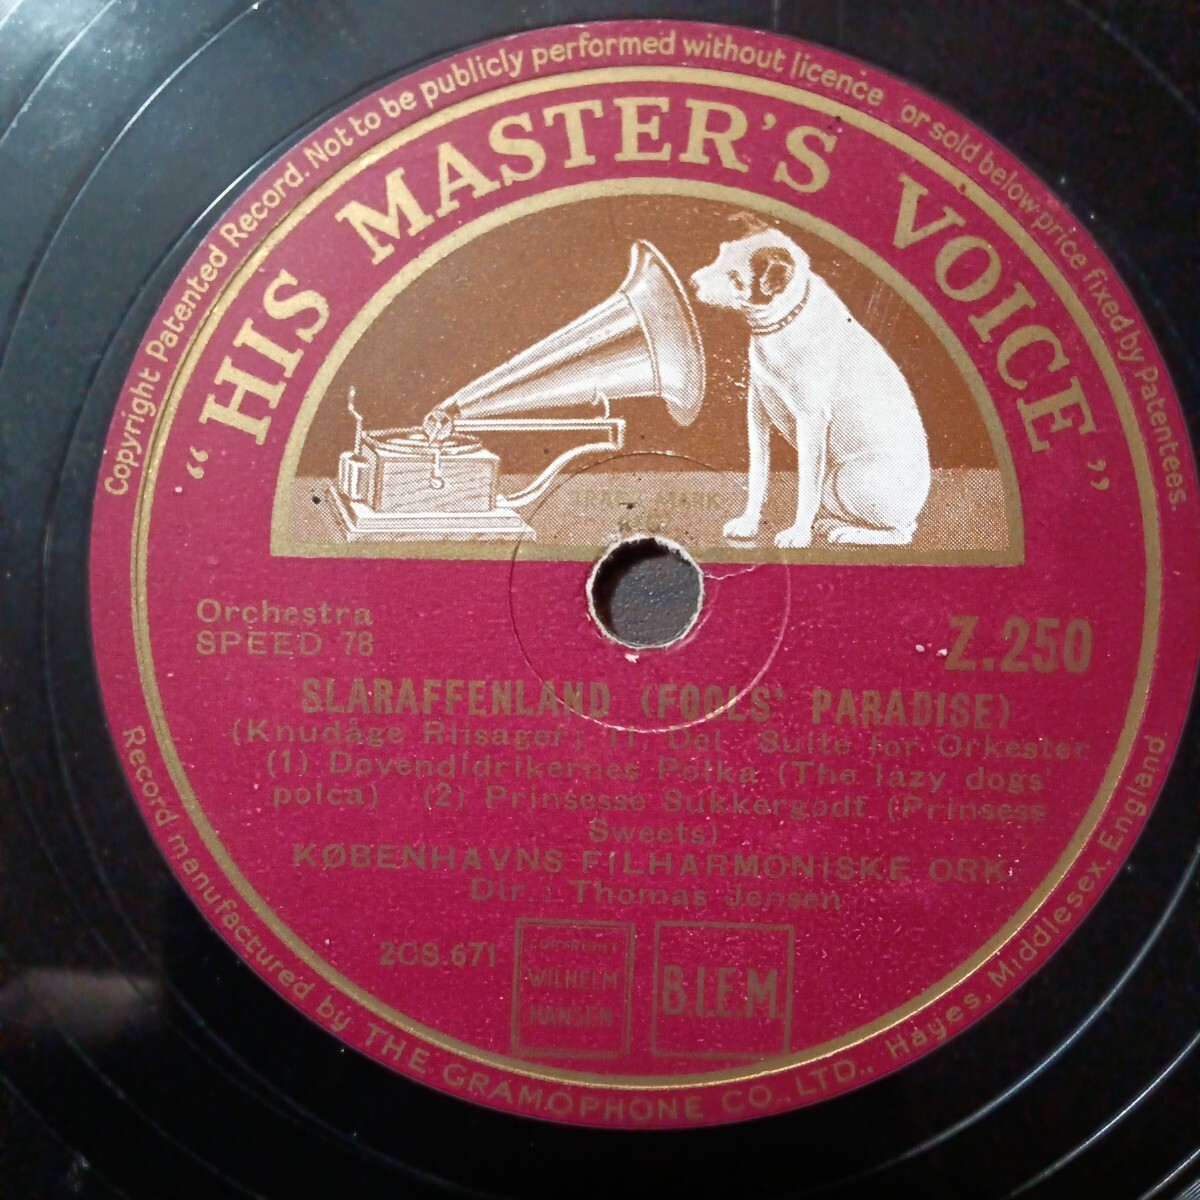 Copyright Patented Record. Not to be publicly performed without licence or sold below price fixed by Patentees.
"HIS MASTER'S VOICE"
TRADE MARK
Orchestra
SPEED 78
Z.250
SLARAFFENLAND (FOOLS' PARADISE)
(Knudåge Riisager) 11. Del Suite for Orkester
(1) Dovendidrikernes Polka (The lazy dogs'
polca) (2) Prinsesse Sukkergodt (Prinsess
Sweets)
KØBENHAVNS FILHARMONISKE ORK.
Dir.: Thomas Jensen
2CS.671
COPYRIGHT
WILHELM
HANSEN
B.I.E.M.
Record manufactured by THE GRAMOPHONE CO., LTD., Hayes, Middlesex, England.